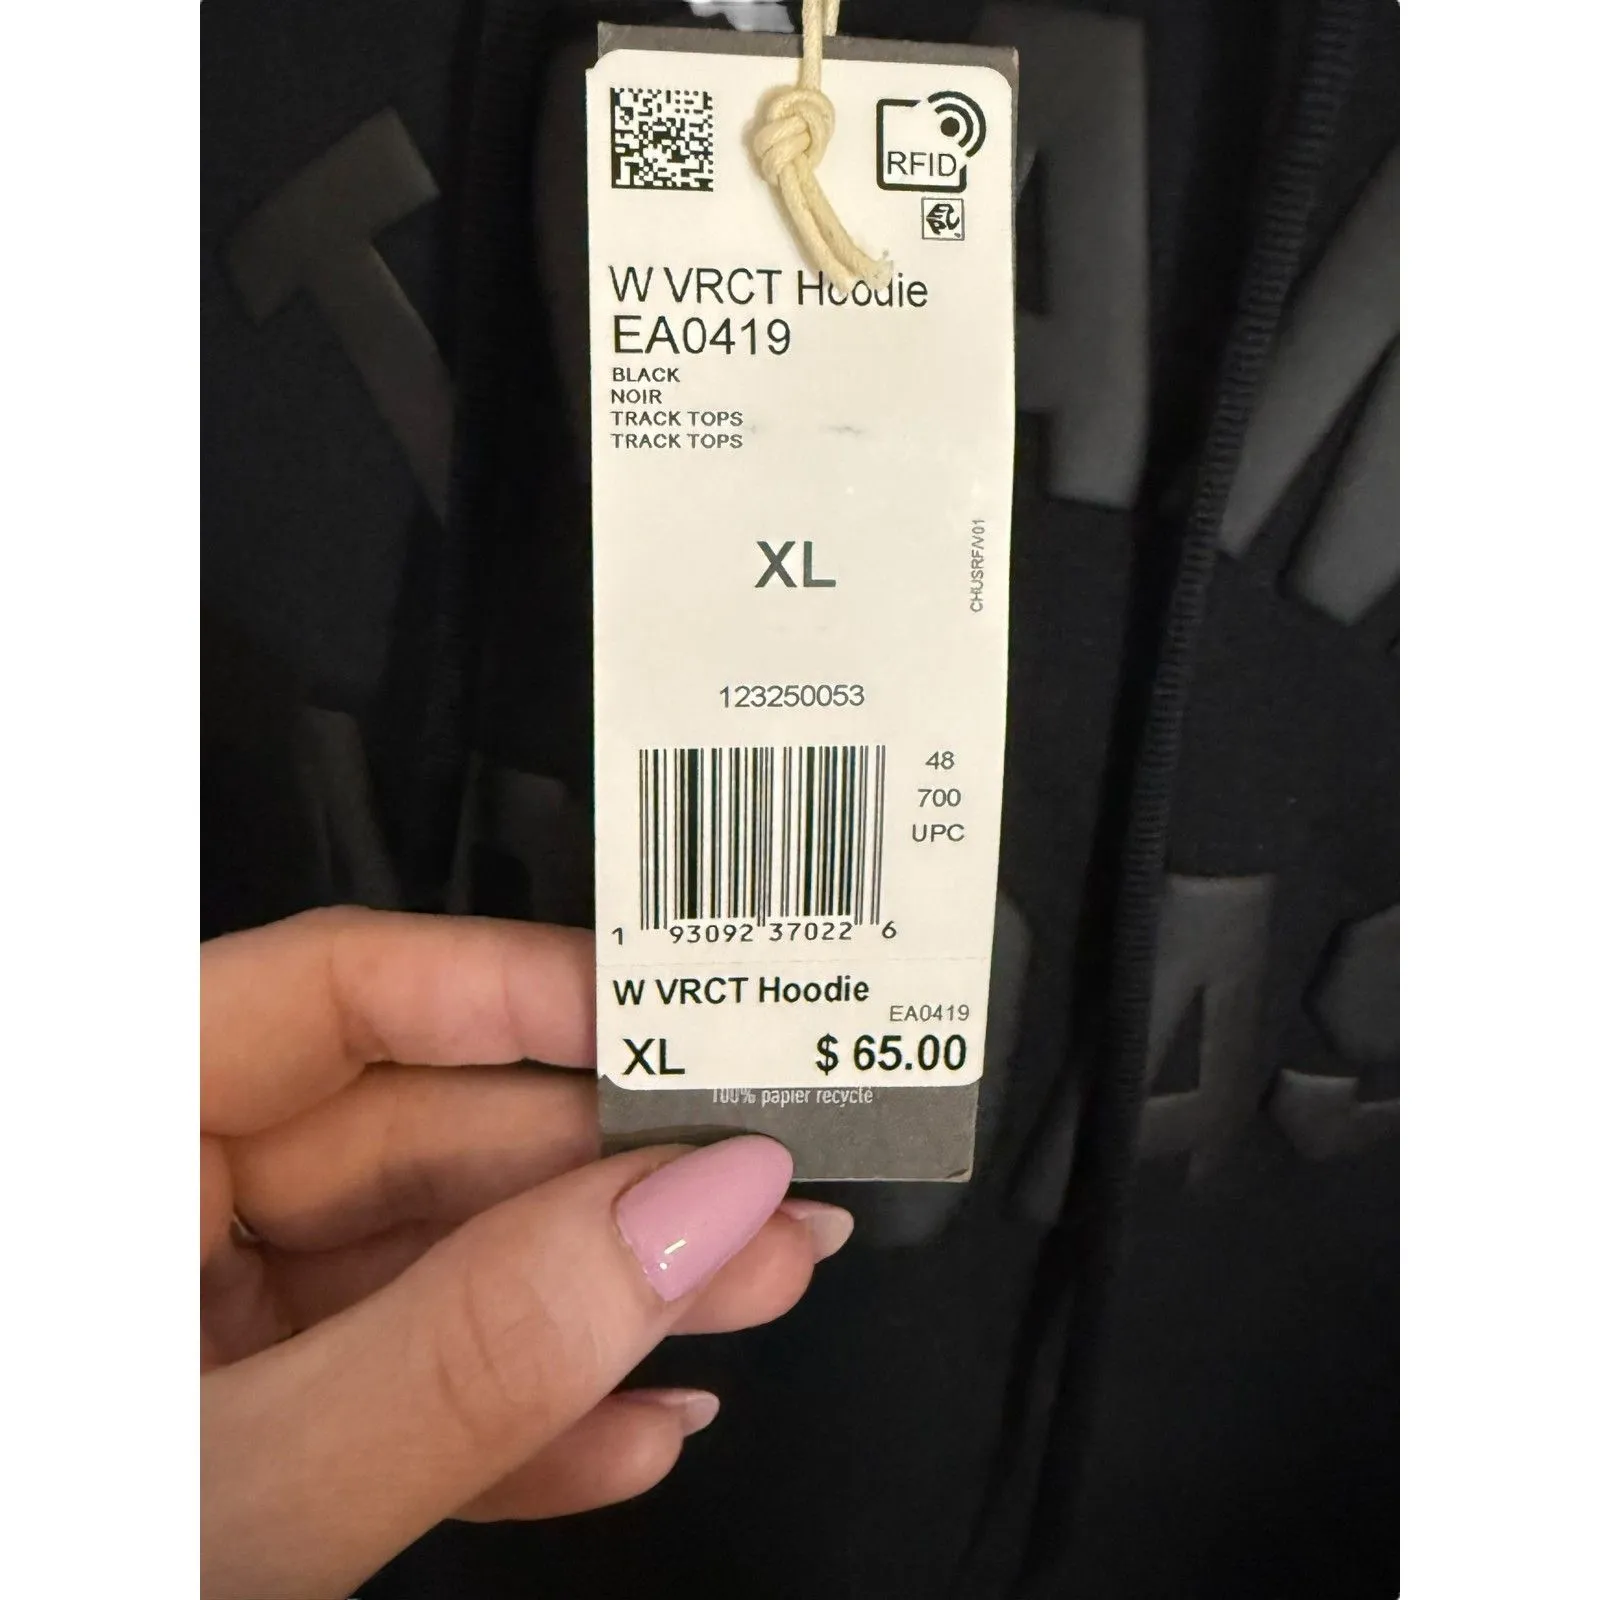 RFID
W VRCT Hoodie
EA0419
BLACK
NOIR
TRACK TOPS
TRACK TOPS
XL
CHUSRF/V01
123250053
48
700
UPC
1 93092 37022 6
W VRCT Hoodie
EA0419
XL $ 65.00
100% papier recyclé